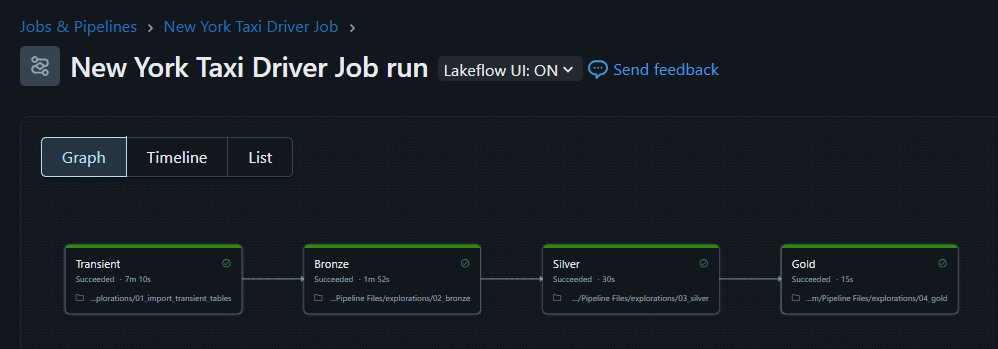 Jobs & Pipelines › New York Taxi Driver Job ›
New York Taxi Driver Job run Lakeflow UI: ON Send feedback
Graph Timeline List
Transient
Succeeded · 7m 10s
...plorations/01_import_transient_tables
Bronze
Succeeded · 1m 52s
...Pipeline Files/explorations/02_bronze
Silver
Succeeded · 30s
.../Pipeline Files/explorations/03_silver
Gold
Succeeded · 15s
...m/Pipeline Files/explorations/04_gold